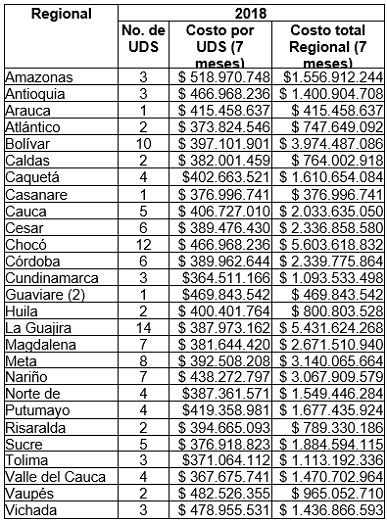 Regional 2018
No. de UDS Costo por UDS (7 meses) Costo total Regional (7 meses)
Amazonas 3 $ 518.970.748 $1.556.912.244
Antioquia 3 $ 466.968.236 $ 1.400.904.708
Arauca 1 $ 415.458.637 $ 415.458.637
Atlántico 2 $ 373.824.546 $ 747.649.092
Bolívar 10 $ 397.101.901 $ 3.974.487.086
Caldas 2 $ 382.001.459 $ 764.002.918
Caquetá 4 $402.663.521 $ 1.610.654.084
Casanare 1 $ 376.996.741 $ 376.996.741
Cauca 5 $ 406.727.010 $ 2.033.635.050
Cesar 6 $ 389.476.430 $ 2.336.858.580
Chocó 12 $ 466.968.236 $ 5.603.618.832
Córdoba 6 $ 389.962.644 $ 2.339.775.864
Cundinamarca 3 $364.511.166 $ 1.093.533.498
Guaviare (2) 1 $469.843.542 $ 469.843.542
Huila 2 $ 400.401.764 $ 800.803.528
La Guajira 14 $ 387.973.162 $ 5.431.624.268
Magdalena 7 $ 381.644.420 $ 2.671.510.940
Meta 8 $ 392.508.208 $ 3.140.065.664
Nariño 7 $ 438.272.797 $ 3.067.909.579
Norte de 4 $387.361.571 $ 1.549.446.284
Putumayo 4 $419.358.981 $ 1.677.435.924
Risaralda 2 $ 394.665.093 $ 789.330.186
Sucre 5 $ 376.918.823 $ 1.884.594.115
Tolima 3 $371.064.112 $ 1.113.192.336
Valle del Cauca 4 $ 367.675.741 $ 1.470.702.964
Vaupés 2 $ 482.526.355 $ 965.052.710
Vichada 3 $ 478.955.531 $ 1.436.866.593